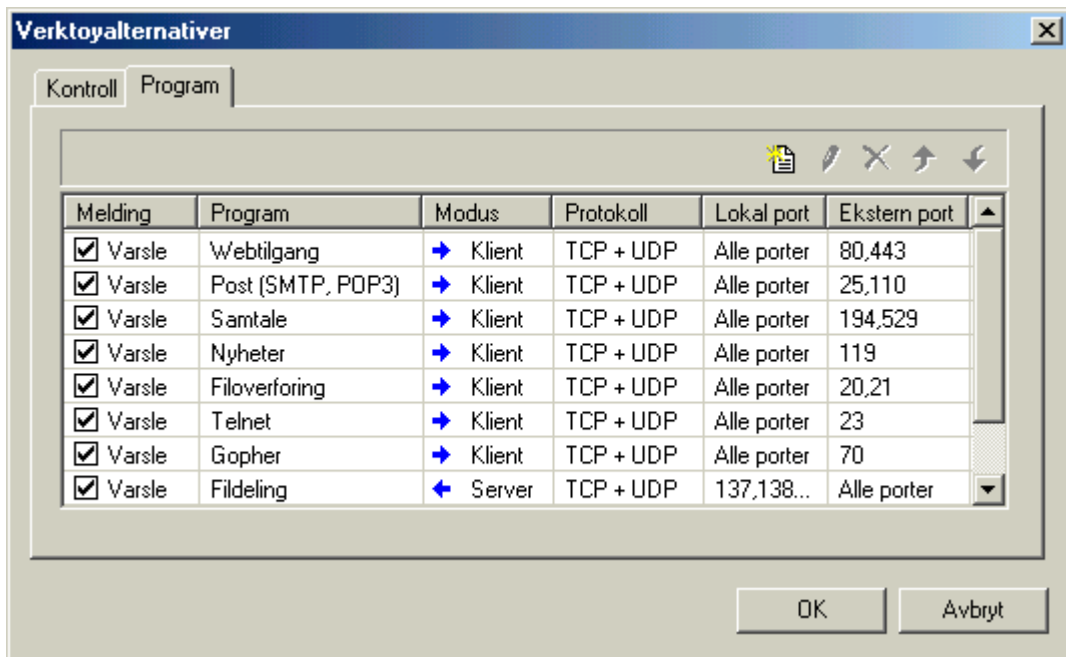 Verktoyalternativer
Kontroll Program
Melding Program Modus Protokoll Lokal port Ekstern port
Varsle Webtilgang Klient TCP + UDP Alle porter 80,443
Varsle Post (SMTP, POP3) Klient TCP + UDP Alle porter 25,110
Varsle Samtale Klient TCP + UDP Alle porter 194,529
Varsle Nyheter Klient TCP + UDP Alle porter 119
Varsle Filoverforing Klient TCP + UDP Alle porter 20,21
Varsle Telnet Klient TCP + UDP Alle porter 23
Varsle Gopher Klient TCP + UDP Alle porter 70
Varsle Fildeling Server TCP + UDP 137,138... Alle porter
OK Avbryt